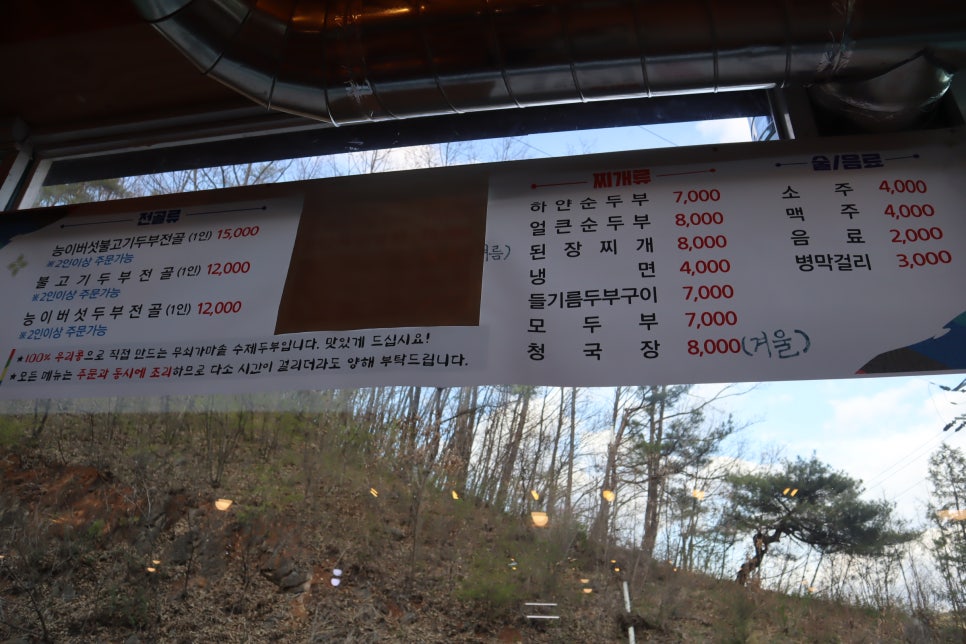 전골류
능이버섯불고기두부전골 (1인) 15,000
※2인이상 주문가능
불고기두부전골 (1인) 12,000
※2인이상 주문가능
능이버섯두부전골 (1인) 12,000
※2인이상 주문가능
★100% 우리콩으로 직접 만드는 무쇠가마솥 수제두부입니다. 맛있게 드십시요!
★모든 메뉴는 주문과 동시에 조리하므로 다소 시간이 걸리더라도 양해 부탁드립니다.
찌개류
하얀순두부 7,000
얼큰순두부 8,000
된장찌개 8,000
냉면 4,000
들기름두부구이 7,000
모두부 7,000
청국장 8,000(겨울)
술/음료
소주 4,000
맥주 4,000
음료 2,000
병막걸리 3,000